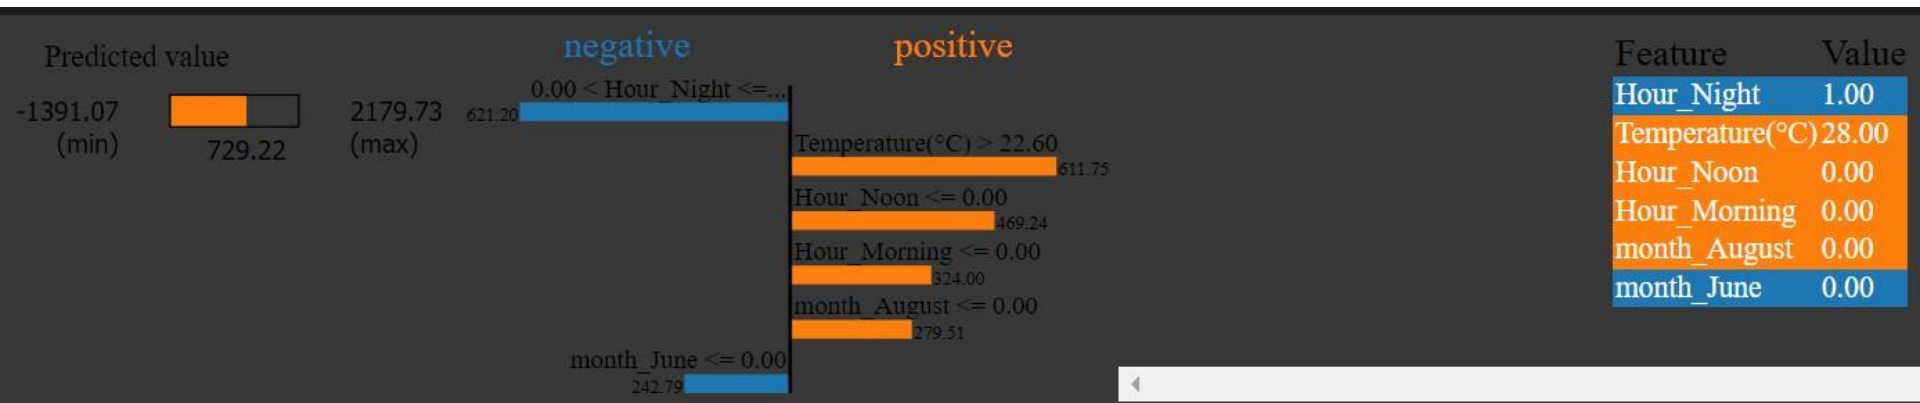 Predicted value
-1391.07
(min)
729.22
2179.73
(max)
negative
positive
0.00 < Hour_Night <=...
621.20
Temperature(°C) > 22.60
611.75
Hour_Noon <= 0.00
469.24
Hour_Morning <= 0.00
324.00
month_August <= 0.00
279.51
month_June <= 0.00
242.79
Feature Value
Hour_Night 1.00
Temperature(°C) 28.00
Hour_Noon 0.00
Hour_Morning 0.00
month_August 0.00
month_June 0.00